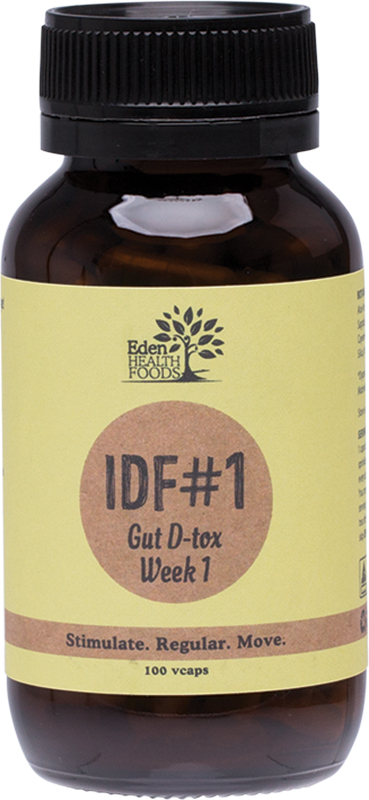 Eden
HEALTH
FOODS
IDF#1
Gut D-tox
Week 1
Stimulate. Regular. Move.
100 vcaps